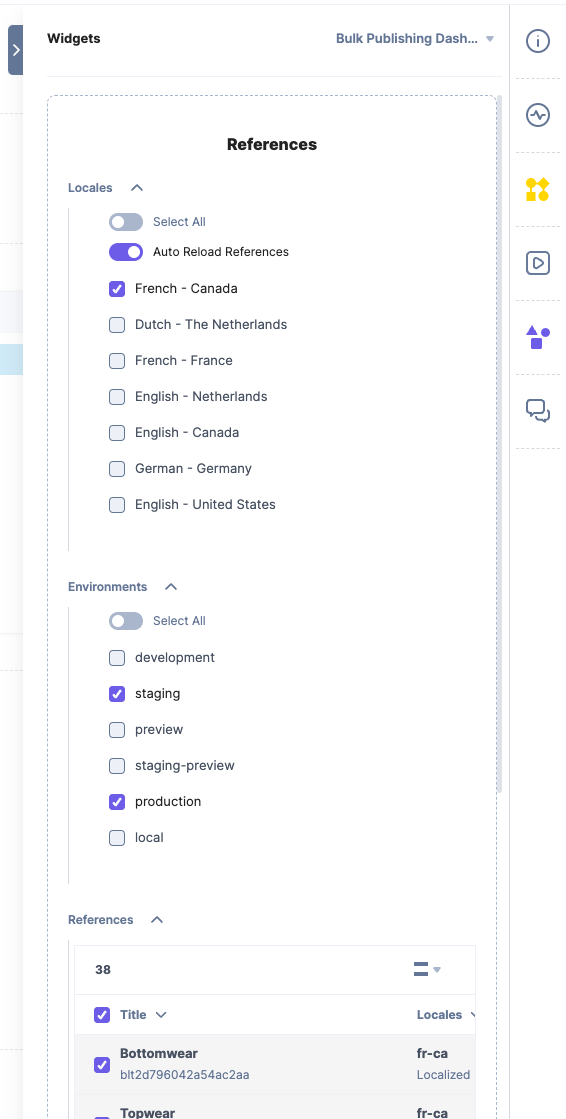 Widgets
Bulk Publishing Dash...
References
Locales
Select All
Auto Reload References
French - Canada
Dutch - The Netherlands
French - France
English - Netherlands
English - Canada
German - Germany
English - United States
Environments
Select All
development
staging
preview
staging-preview
production
local
References
38
Title Locales
Bottomwear fr-ca
blt2d796042a54ac2aa Localized
Topwear fr-ca